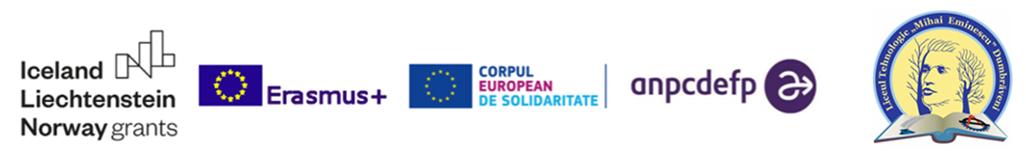 Iceland
Liechtenstein
Norway grants
Erasmus+
CORPUL
EUROPEAN
DE SOLIDARITATE
anpcdefp
Liceul Tehnologic „Mihai Eminescu” Dumbrăveni